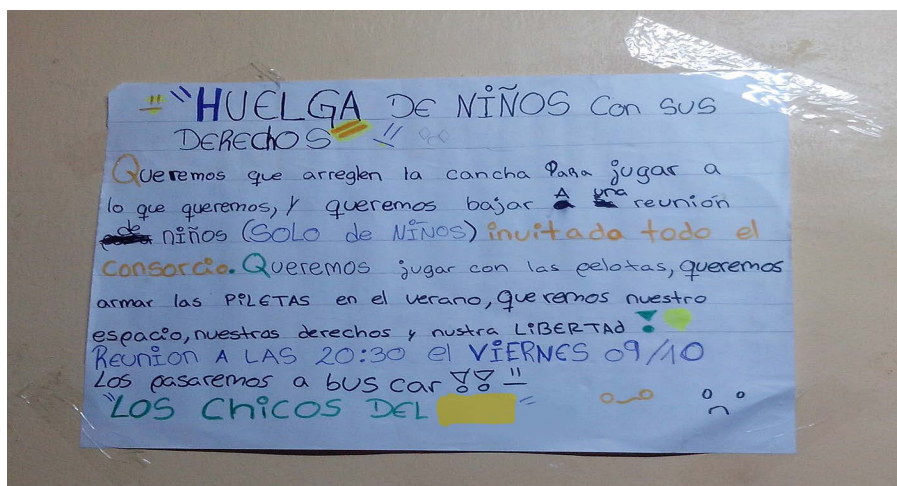 "HUELGA DE NIÑOS Con SUS
DERECHOS"
Queremos que arreglen la cancha PARA jugar a
lo que queremos, y queremos bajar A una reunión
de niños (SOLO de NIÑOS) invitado todo el
consorcio. Queremos jugar con las pelotas, queremos
armar las PILETAS en el verano, queremos nuestro
espacio, nuestros derechos y nustra LIBERTAD!
Reunion A LAS 20:30 el VIERNES 09/10
Los pasaremos a buscar!!
"LOS CHICOS DEL"